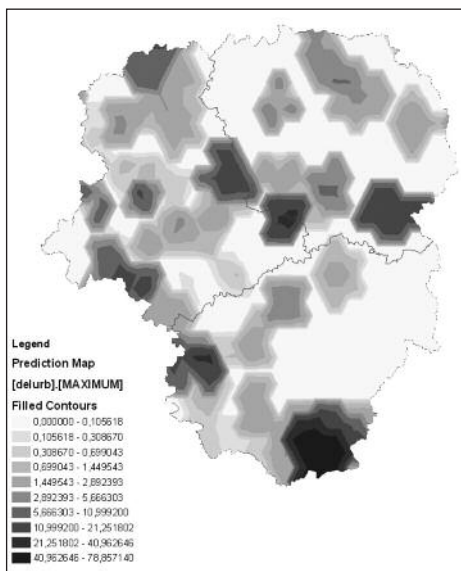 Legend
Prediction Map
[delurb].[MAXIMUM]
Filled Contours
0,000000 - 0,105618
0,105618 - 0,308670
0,308670 - 0,699043
0,699043 - 1,449543
1,449543 - 2,892393
2,892393 - 5,666303
5,666303 - 10,999200
10,999200 - 21,251802
21,251802 - 40,962646
40,962646 - 78,857140